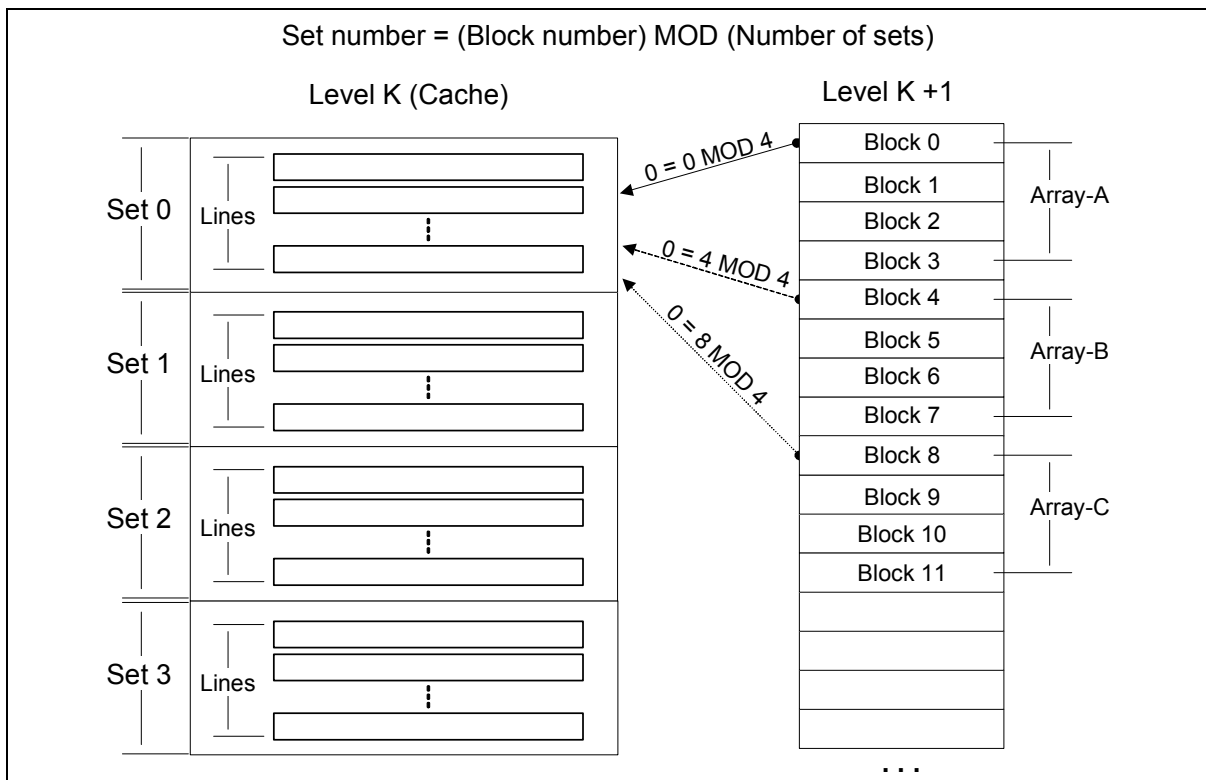 Set number = (Block number) MOD (Number of sets)
Level K (Cache)
Level K +1
Set 0
Lines
Set 1
Lines
Set 2
Lines
Set 3
Lines
0 = 0 MOD 4
0 = 4 MOD 4
0 = 8 MOD 4
Block 0
Block 1
Block 2
Block 3
Block 4
Block 5
Block 6
Block 7
Block 8
Block 9
Block 10
Block 11
. . .
Array-A
Array-B
Array-C